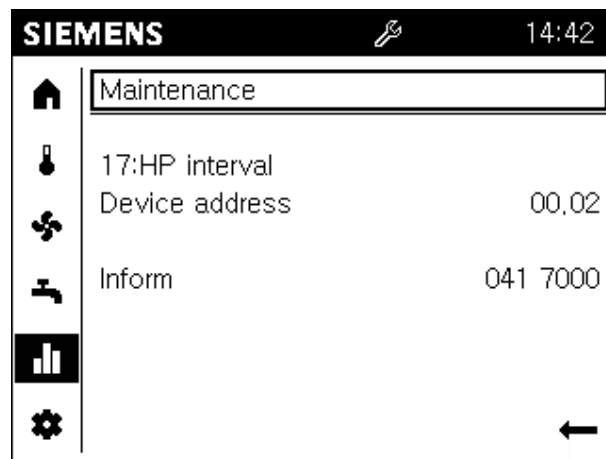 SIEMENS 14:42
Maintenance
17:HP interval
Device address 00,02
Inform 041 7000